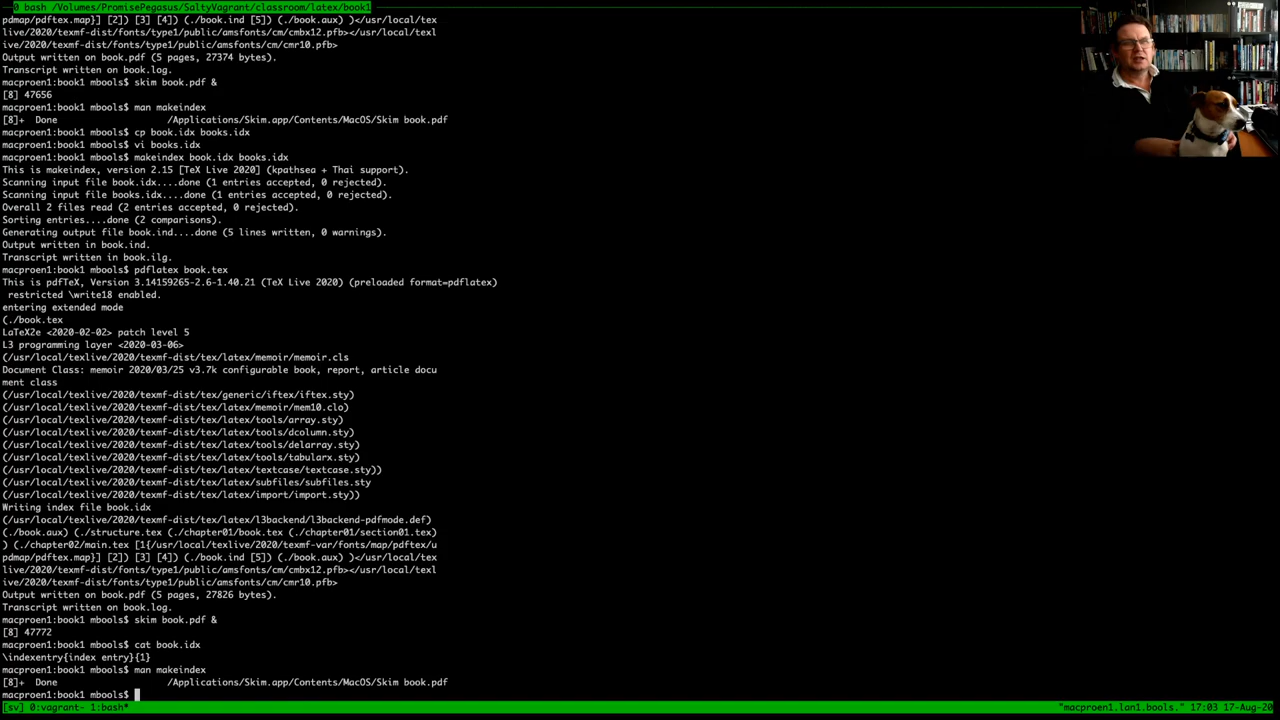 0 bash /Volumes/PromisePegasus/SaltyVagrant/classroom/latex/book1
pdmap/pdftex.map}] [2]) [3] [4]) (./book.ind [5]) (./book.aux) )</usr/local/tex
live/2020/texmf-dist/fonts/type1/public/amsfonts/cm/cmbx12.pfb></usr/local/texl
ive/2020/texmf-dist/fonts/type1/public/amsfonts/cm/cmr10.pfb>
Output written on book.pdf (5 pages, 27374 bytes).
Transcript written on book.log.
macproen1:book1 mbools$ skim book.pdf &
[8] 47656
macproen1:book1 mbools$ man makeindex
[8]+  Done                    /Applications/Skim.app/Contents/MacOS/Skim book.pdf
macproen1:book1 mbools$ cp book.idx books.idx
macproen1:book1 mbools$ vi books.idx
macproen1:book1 mbools$ makeindex book.idx books.idx
This is makeindex, version 2.15 [TeX Live 2020] (kpathsea + Thai support).
Scanning input file book.idx....done (1 entries accepted, 0 rejected).
Scanning input file books.idx....done (1 entries accepted, 0 rejected).
Overall 2 files read (2 entries accepted, 0 rejected).
Sorting entries....done (2 comparisons).
Generating output file book.ind....done (5 lines written, 0 warnings).
Output written in book.ind.
Transcript written in book.ilg.
macproen1:book1 mbools$ pdflatex book.tex
This is pdfTeX, Version 3.14159265-2.6-1.40.21 (TeX Live 2020) (preloaded format=pdflatex)
 restricted \write18 enabled.
entering extended mode
(./book.tex
LaTeX2e <2020-02-02> patch level 5
L3 programming layer <2020-03-06>
(/usr/local/texlive/2020/texmf-dist/tex/latex/memoir/memoir.cls
Document Class: memoir 2020/03/25 v3.7k configurable book, report, article docu
ment class
(/usr/local/texlive/2020/texmf-dist/tex/generic/iftex/iftex.sty)
(/usr/local/texlive/2020/texmf-dist/tex/latex/memoir/mem10.clo)
(/usr/local/texlive/2020/texmf-dist/tex/latex/tools/array.sty)
(/usr/local/texlive/2020/texmf-dist/tex/latex/tools/dcolumn.sty)
(/usr/local/texlive/2020/texmf-dist/tex/latex/tools/delarray.sty)
(/usr/local/texlive/2020/texmf-dist/tex/latex/tools/tabularx.sty)
(/usr/local/texlive/2020/texmf-dist/tex/latex/textcase/textcase.sty))
(/usr/local/texlive/2020/texmf-dist/tex/latex/subfiles/subfiles.sty
(/usr/local/texlive/2020/texmf-dist/tex/latex/import/import.sty))
Writing index file book.idx
(/usr/local/texlive/2020/texmf-dist/tex/latex/l3backend/l3backend-pdfmode.def)
(./book.aux) (./structure.tex (./chapter01/book.tex (./chapter01/section01.tex)
) (./chapter02/main.tex [1{/usr/local/texlive/2020/texmf-var/fonts/map/pdftex/u
pdmap/pdftex.map}] [2]) [3] [4]) (./book.ind [5]) (./book.aux) )</usr/local/tex
live/2020/texmf-dist/fonts/type1/public/amsfonts/cm/cmbx12.pfb></usr/local/texl
ive/2020/texmf-dist/fonts/type1/public/amsfonts/cm/cmr10.pfb>
Output written on book.pdf (5 pages, 27826 bytes).
Transcript written on book.log.
macproen1:book1 mbools$ skim book.pdf &
[8] 47772
macproen1:book1 mbools$ cat book.idx
\indexentry{index entry}{1}
macproen1:book1 mbools$ man makeindex
[8]+  Done                    /Applications/Skim.app/Contents/MacOS/Skim book.pdf
macproen1:book1 mbools$
[sv] 0:vagrant- 1:bash* "macproen1.lan1.bools." 17:03 17-Aug-20